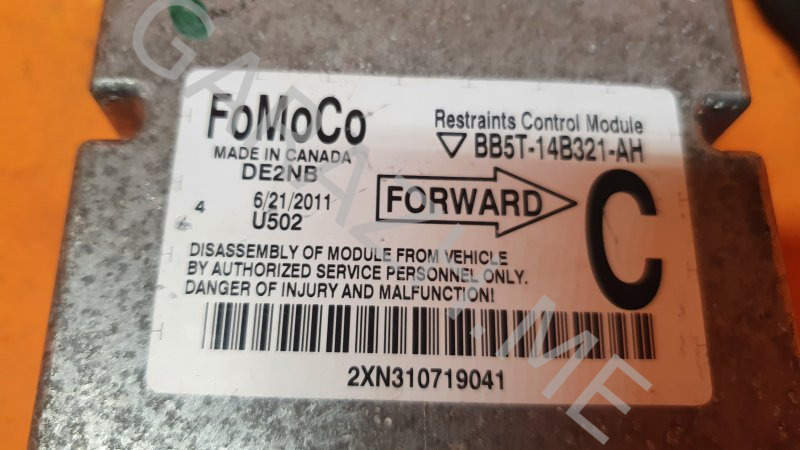 FoMoCo
MADE IN CANADA
DE2NB
4 6/21/2011
U502
Restraints Control Module
BB5T-14B321-AH
FORWARD
C
DISASSEMBLY OF MODULE FROM VEHICLE
BY AUTHORIZED SERVICE PERSONNEL ONLY.
DANGER OF INJURY AND MALFUNCTION!
2XN310719041